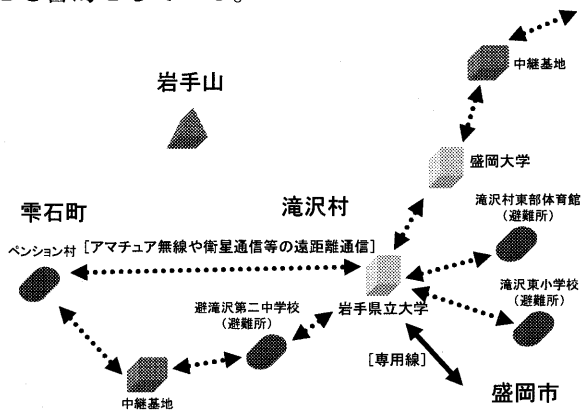 中継基地
岩手山
盛岡大学
滝沢村東部体育館
(避難所)
雫石町
滝沢村
ペンション村
[アマチュア無線や衛星通信等の遠距離通信]
滝沢東小学校
(避難所)
避滝沢第二中学校
(避難所)
岩手県立大学
[専用線]
中継基地
盛岡市